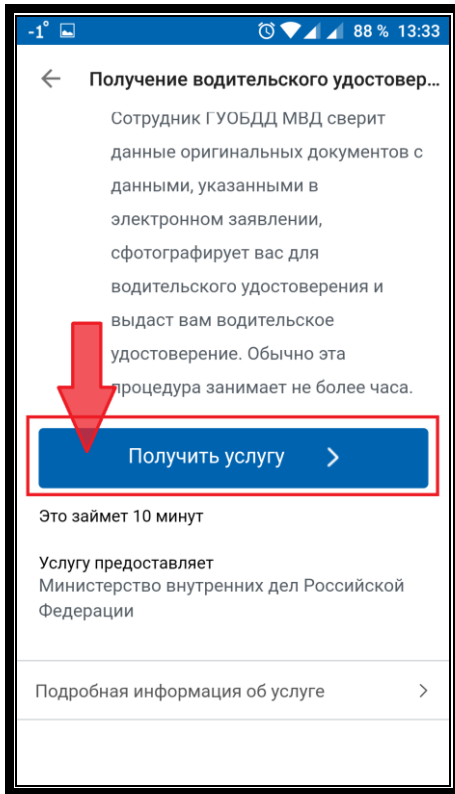 -1° 88 % 13:33
Получение водительского удостовер...
Сотрудник ГУОБДД МВД сверит
данные оригинальных документов с
данными, указанными в
электронном заявлении,
сфотографирует вас для
водительского удостоверения и
выдаст вам водительское
удостоверение. Обычно эта
процедура занимает не более часа.
Получить услугу
Это займет 10 минут
Услугу предоставляет
Министерство внутренних дел Российской
Федерации
Подробная информация об услуге